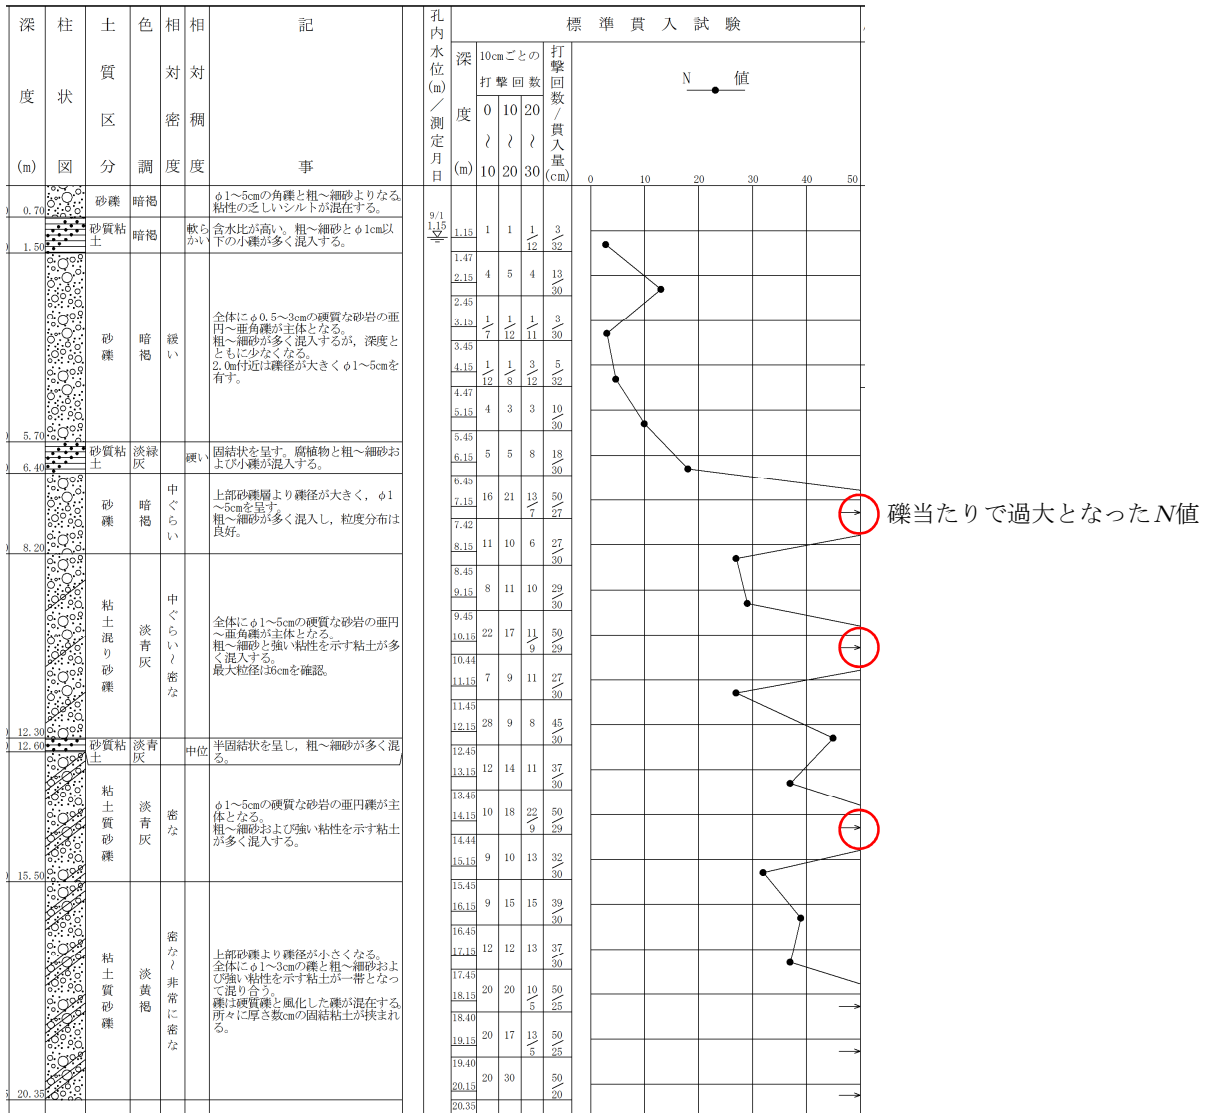 深度(m)
柱状図
土質区分
色調
相対密度
相対稠度
記事
孔内水位(m)／測定月日
標準貫入試験
深度(m)
10cmごとの
打撃回数
0〜10
10〜20
20〜30
打撃回数/貫入量(cm)
N 値
0 10 20 30 40 50
0.70
砂礫
暗褐
φ1〜5cmの角礫と粗〜細砂よりなる。
粘性の乏しいシルトが混在する。
1.50
砂質粘土
暗褐
軟らかい
含水比が高い。粗〜細砂とφ1cm以
下の小礫が多く混入する。
9/1
1.15
5.70
砂礫
暗褐
緩い
全体にφ0.5〜3cmの硬質な砂岩の亜
円〜亜角礫が主体となる。
粗〜細砂が多く混入するが，深度と
ともに少なくなる。
2.0m付近は礫径が大きくφ1〜5cmを
有す。
6.40
砂質粘土
淡緑灰
硬い
固結状を呈す。腐植物と粗〜細砂お
よび小礫が混入する。
8.20
砂礫
暗褐
中ぐらい
上部砂礫層より礫径が大きく，φ1
〜5cmを呈す。
粗〜細砂が多く混入し，粒度分布は
良好。
12.30
粘土混り砂礫
淡青灰
中ぐらい〜密な
全体にφ1〜5cmの硬質な砂岩の亜円
〜亜角礫が主体となる。
粗〜細砂と強い粘性を示す粘土が多
く混入する。
最大粒径は6cmを確認。
12.60
砂質粘土
淡青灰
中位
半固結状を呈し，粗〜細砂が多く混
る。
15.50
粘土質砂礫
淡青灰
密な
φ1〜5cmの硬質な砂岩の亜円礫が主
体となる。
粗〜細砂および強い粘性を示す粘土
が多く混入する。
20.35
粘土質砂礫
淡黄褐
密な〜非常に密な
上部砂礫より礫径が小さくなる。
全体にφ1〜3cmの礫と粗〜細砂およ
び強い粘性を示す粘土が一帯となっ
て混り合う。
礫は硬質礫と風化した礫が混在する。
所々に厚さ数cmの固結粘土が挟まれ
る。
1.15 1 1 1/12 3/32
1.47
2.15 4 5 4 13/30
2.45
3.15 1/7 1/12 1/11 3/30
3.45
4.15 1/12 1/8 3/12 5/32
4.47
5.15 4 3 3 10/30
5.45
6.15 5 5 8 18/30
6.45
7.15 16 21 13/7 50/27
7.42
8.15 11 10 6 27/30
8.45
9.15 8 11 10 29/30
9.45
10.15 22 17 11/9 50/29
10.44
11.15 7 9 11 27/30
11.45
12.15 28 9 8 45/30
12.45
13.15 12 14 11 37/30
13.45
14.15 10 18 22/9 50/29
14.44
15.15 9 10 13 32/30
15.45
16.15 9 15 15 39/30
16.45
17.15 12 12 13 37/30
17.45
18.15 20 20 10/5 50/25
18.40
19.15 20 17 13/5 50/25
19.40
20.15 20 30 50/20
20.35
礫当たりで過大となったN値